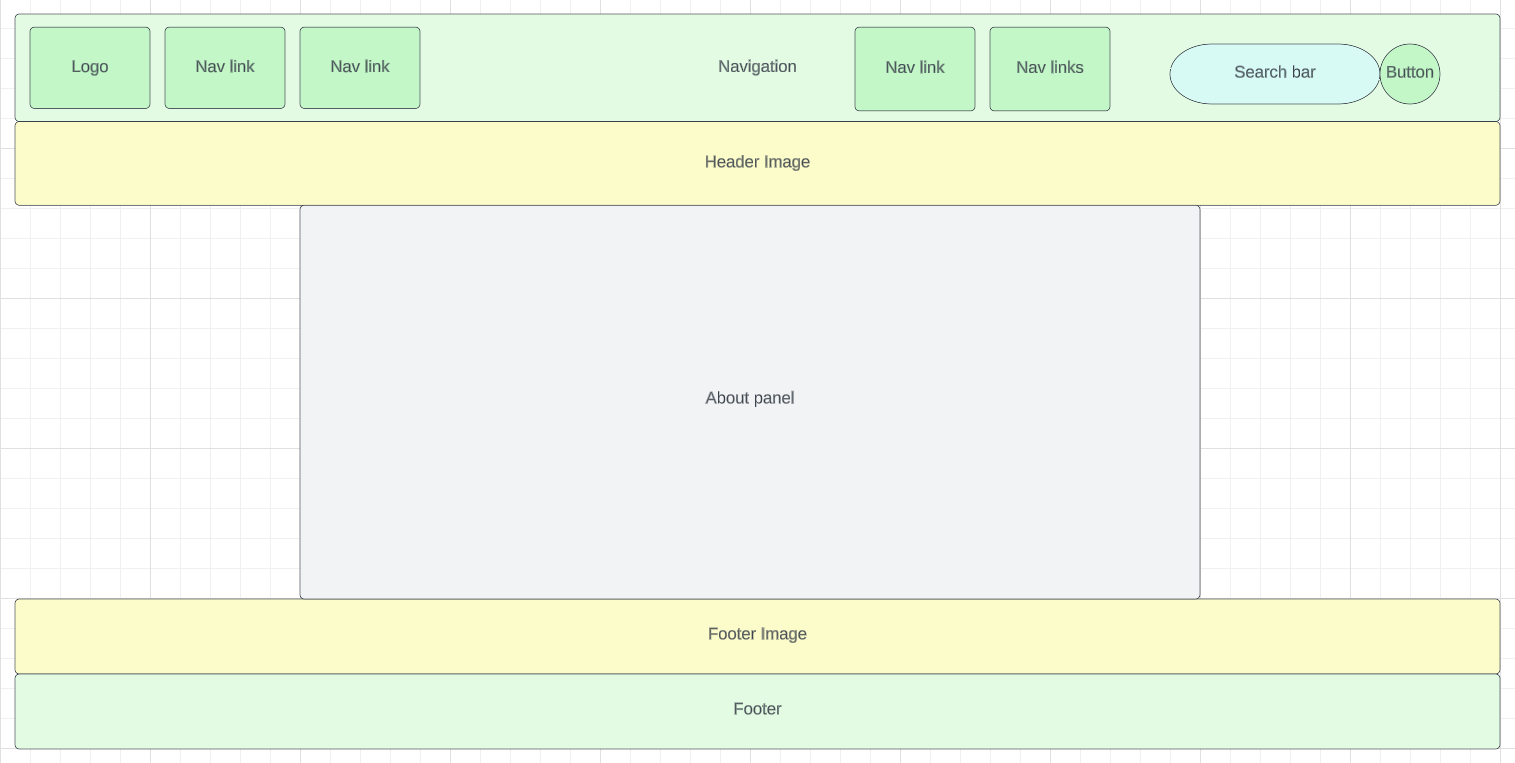 Logo
Nav link
Nav link
Navigation
Nav link
Nav links
Search bar
Button
Header Image
About panel
Footer Image
Footer